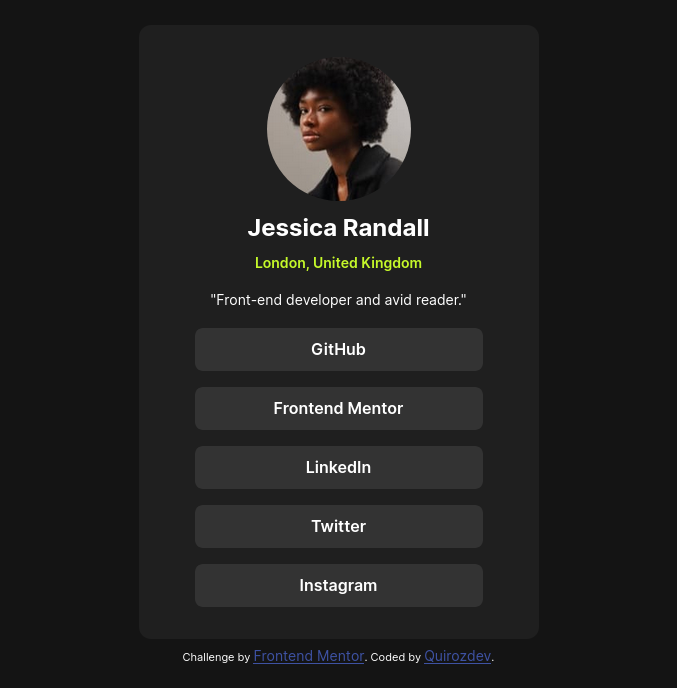 Jessica Randall
London, United Kingdom
"Front-end developer and avid reader."
GitHub
Frontend Mentor
LinkedIn
Twitter
Instagram
Challenge by Frontend Mentor. Coded by Quirozdev.